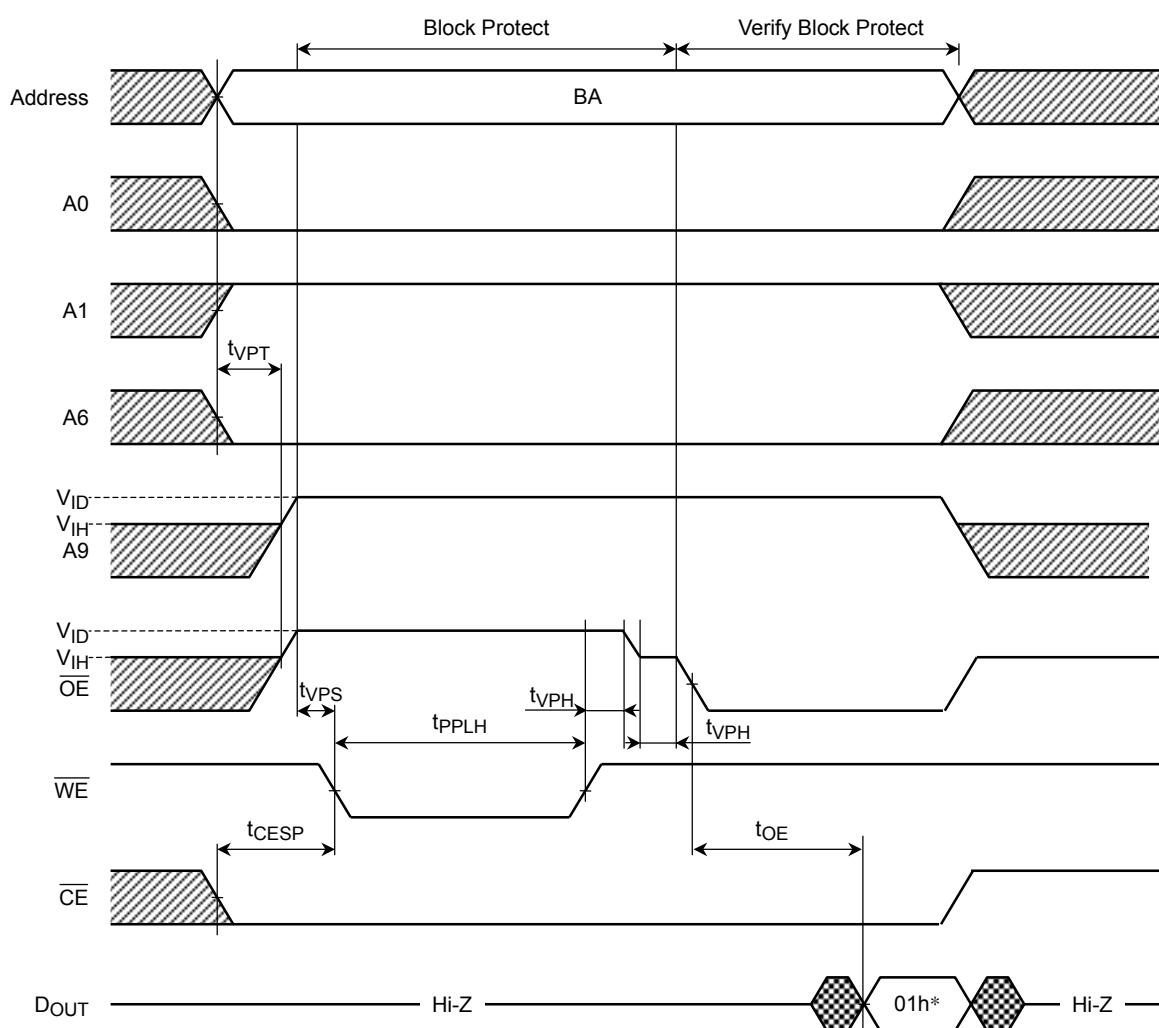 Block Protect Verify Block Protect
Address BA
A0
A1
tVPT
A6
VID
VIH
A9
VID
VIH
OE
tVPS tVPH
tPPLH tVPH
WE
tCESP tOE
CE
DOUT Hi-Z 01h* Hi-Z